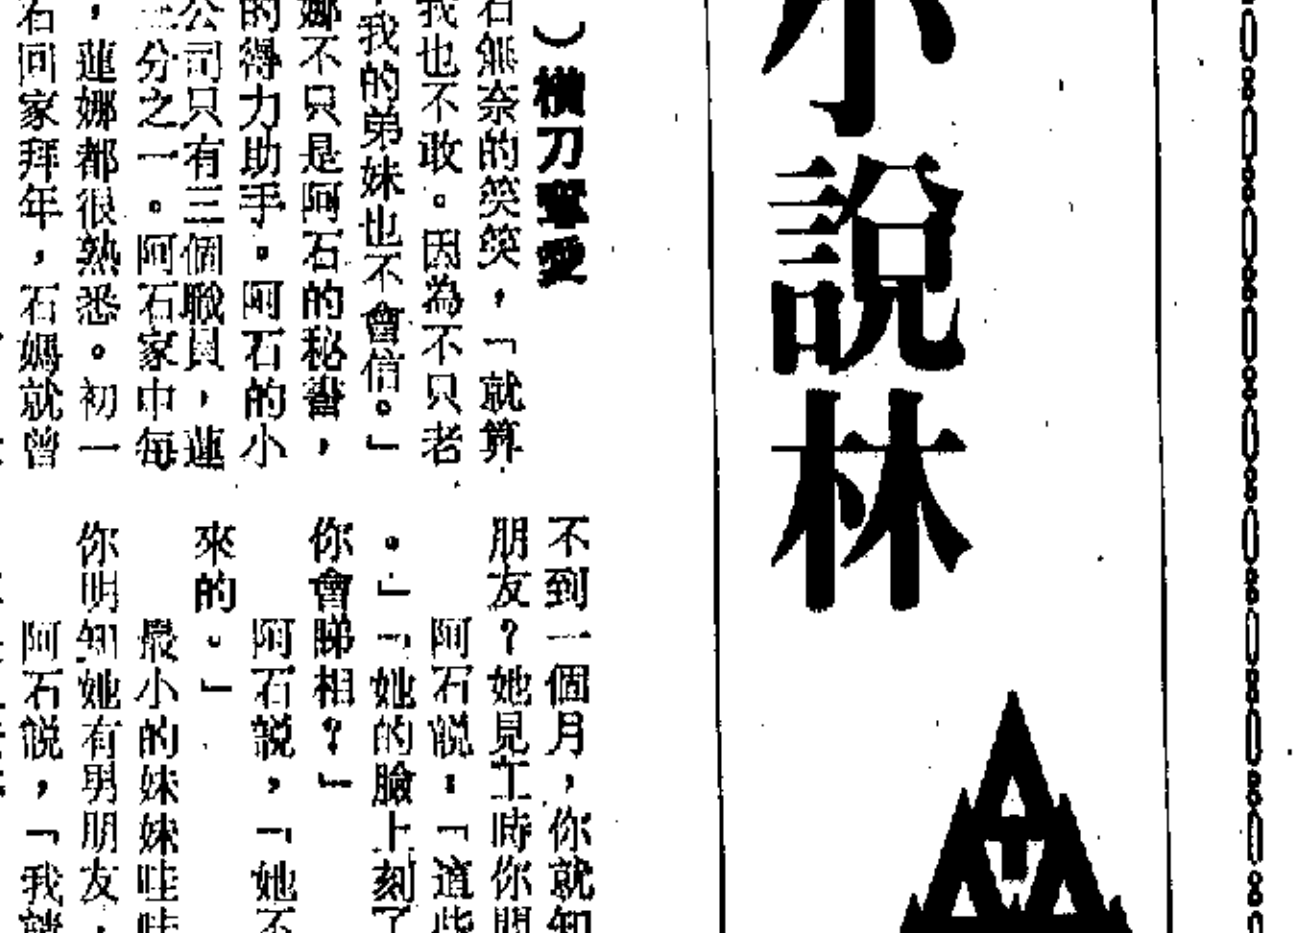 小說林
）橫刀奪愛
石無奈的笑笑，「就算
我也不敢。因為不只老
，我的弟妹也不會信。」
娜不只是阿石的秘書，
的得力助手。阿石的小
公司只有三個職員，蓮
三分之一。阿石家中每
，蓮娜都很熟悉。初一
石回家拜年，石媽就曾
不到一個月，你就知
朋友？她見工時你問
阿石說：「這些
。」「她的臉上刻了
你會睇相？」
阿石說，「她不
來的。」
最小的妹妹哇哇
你明知她有男朋友，
阿石說，「我請